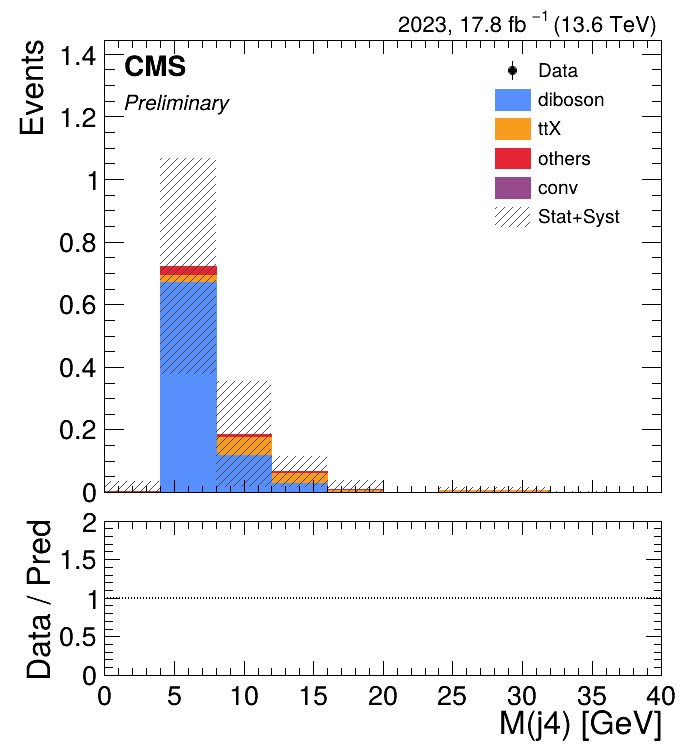 2023, 17.8 fb⁻¹ (13.6 TeV)
CMS
Preliminary
Data
diboson
ttX
others
conv
Stat+Syst
Events
1.4
1.2
1
0.8
0.6
0.4
0.2
0
Data / Pred
2
1.5
1
0.5
0
0 5 10 15 20 25 30 35 40
M(j4) [GeV]